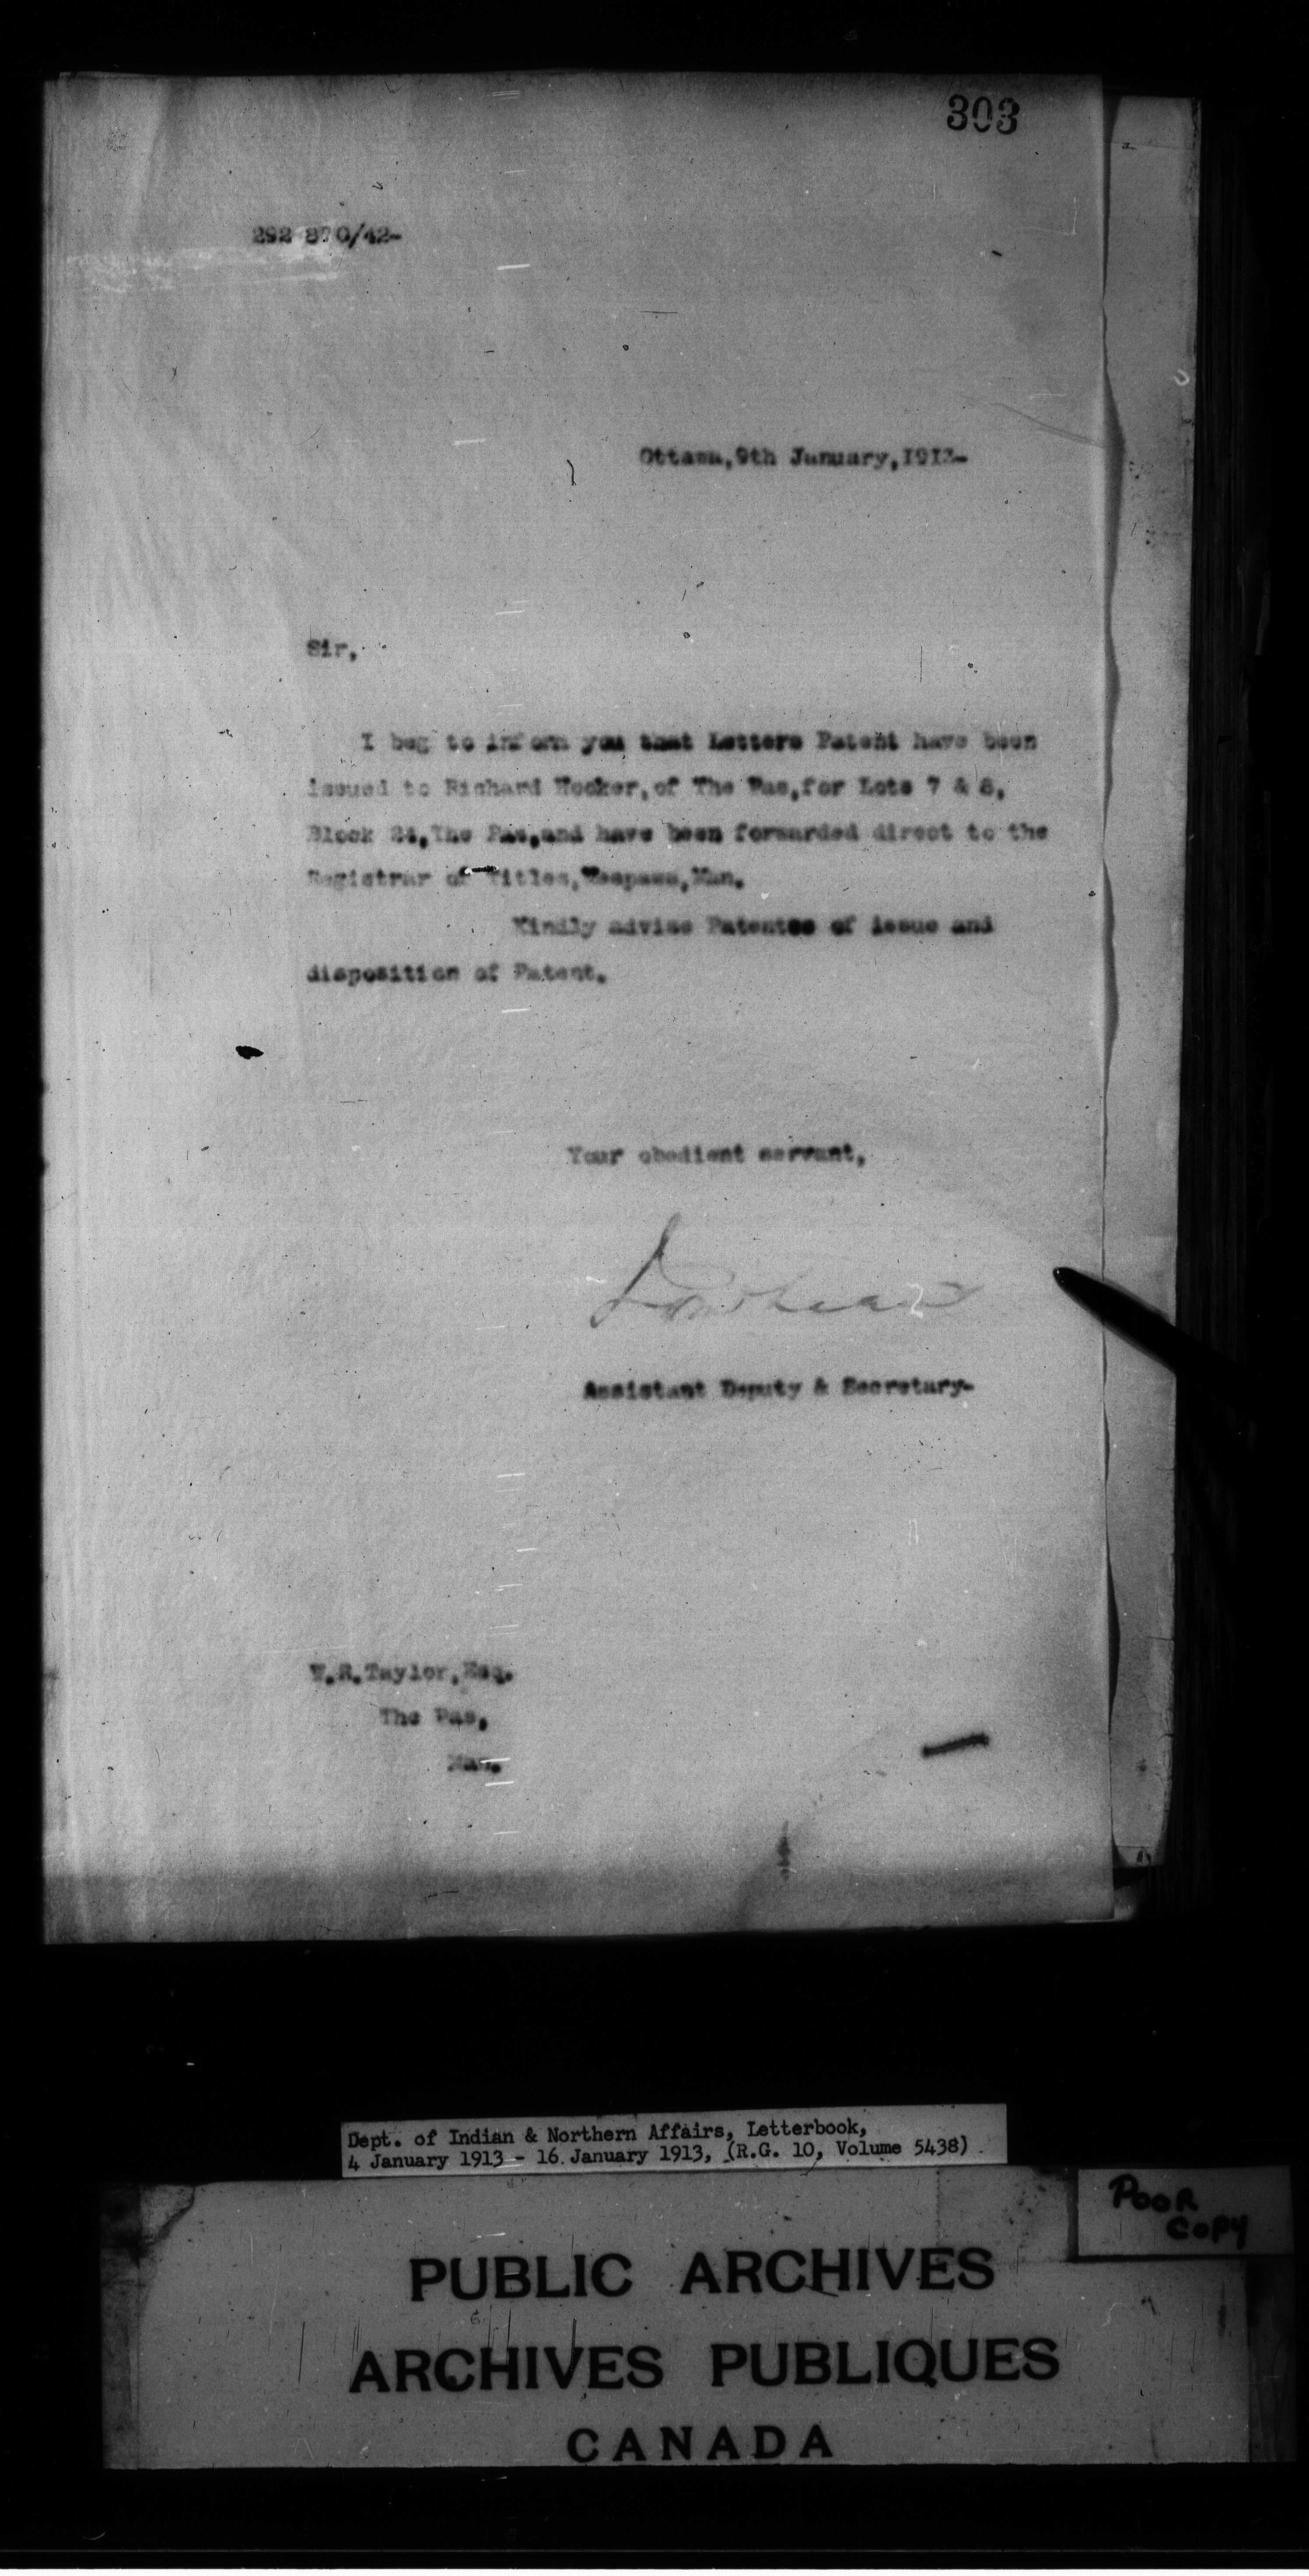 303
292 870/42-
Ottawa, 9th January, 1913-
Sir,
I beg to inform you that Letters Patent have been
issued to Richard Hooker, of The Pas, for Lots 7 & 8,
Block 24, The Pas, and have been forwarded direct to the
Registrar of Titles, Neepawa, Man.
Kindly advise Patentee of issue and
disposition of Patent.
Your obedient servant,
Assistant Deputy & Secretary-
W.R. Taylor, Esq.
The Pas,
Man.
Dept. of Indian & Northern Affairs, Letterbook,
4 January 1913 - 16 January 1913, (R.G. 10, Volume 5438)
POOR
COPY
PUBLIC ARCHIVES
ARCHIVES PUBLIQUES
CANADA